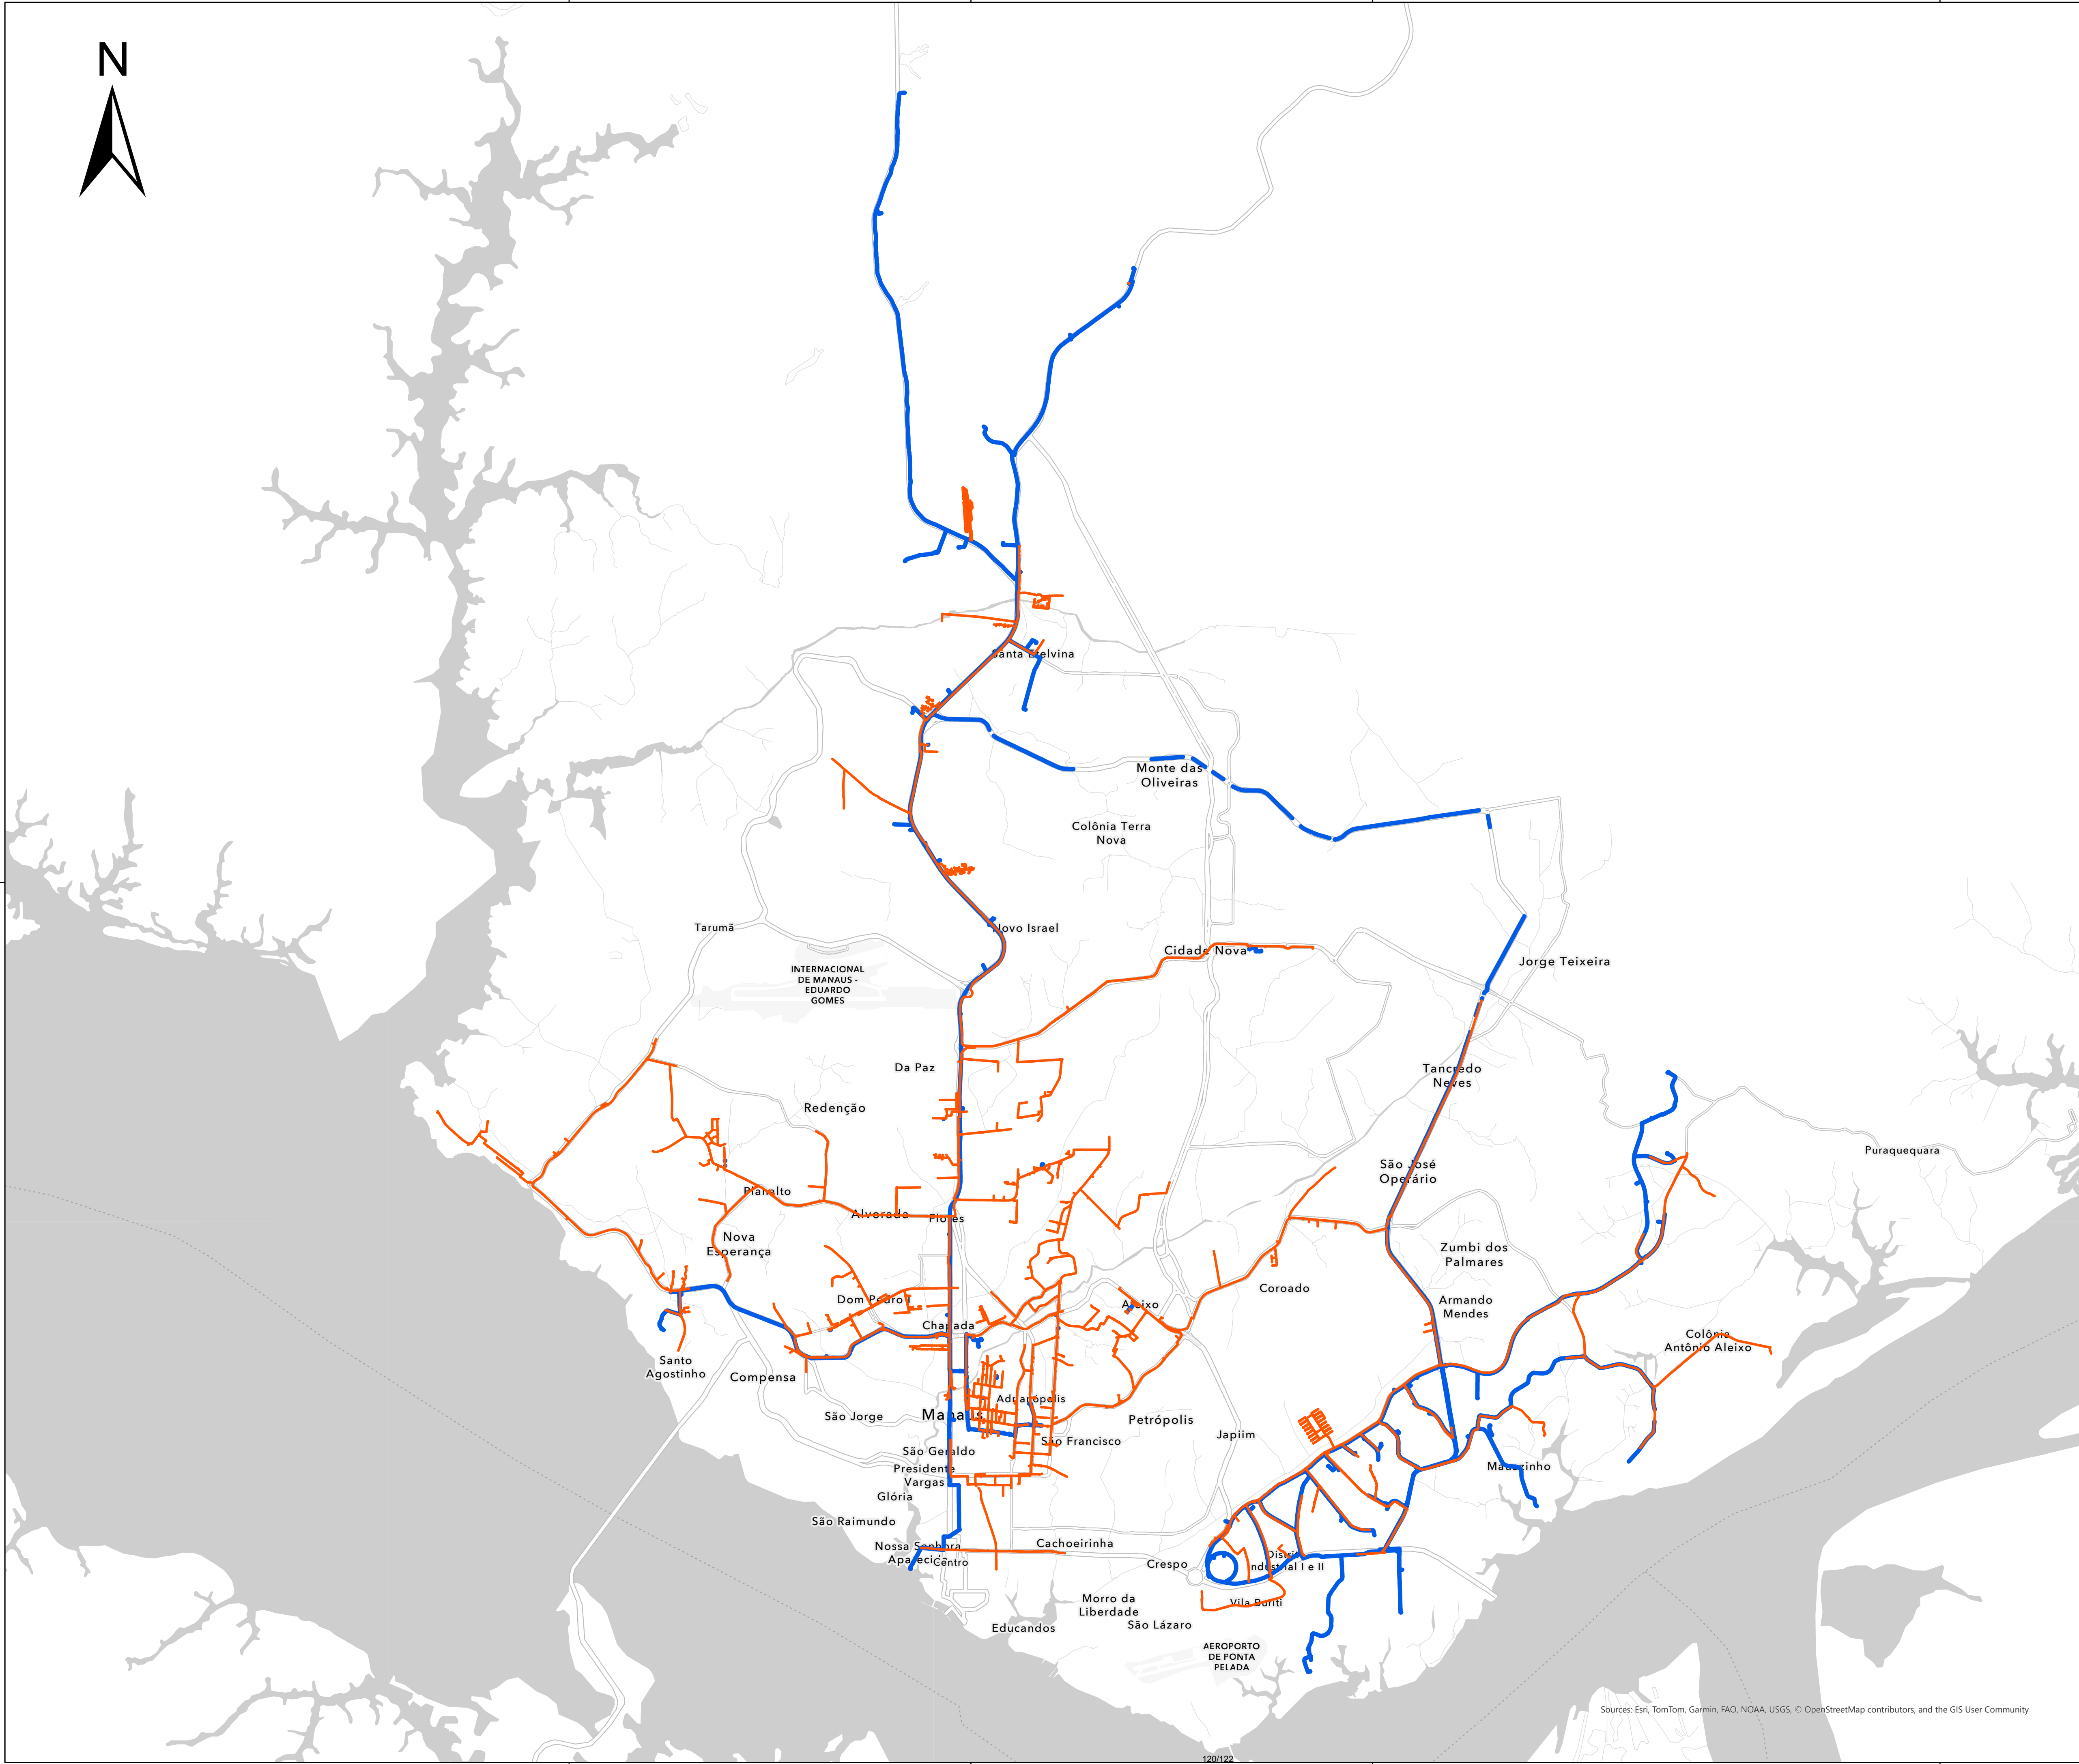 N
Santa Etelvina
Monte das
Oliveiras
Colônia Terra
Nova
Tarumã
Novo Israel
Cidade Nova
Jorge Teixeira
INTERNACIONAL
DE MANAUS -
EDUARDO
GOMES
Da Paz
Tancredo
Neves
Redenção
Puraquequara
São José
Operário
Planalto
Alvorada
Flores
Nova
Esperança
Zumbi dos
Palmares
Coroado
Dom Pedro I
Aleixo
Armando
Mendes
Chapada
Colônia
Antônio Aleixo
Santo
Agostinho
Compensa
Adrianópolis
São Jorge
Manaus
Petrópolis
Japiim
São Francisco
São Geraldo
Presidente
Vargas
Mauazinho
Glória
São Raimundo
Cachoeirinha
Nossa Senhora
Aparecida
Centro
Crespo
Distrito
Industrial I e II
Morro da
Liberdade
Vila Buriti
Educandos
São Lázaro
AEROPORTO
DE PONTA
PELADA
Sources: Esri, TomTom, Garmin, FAO, NOAA, USGS, © OpenStreetMap contributors, and the GIS User Community
120/122